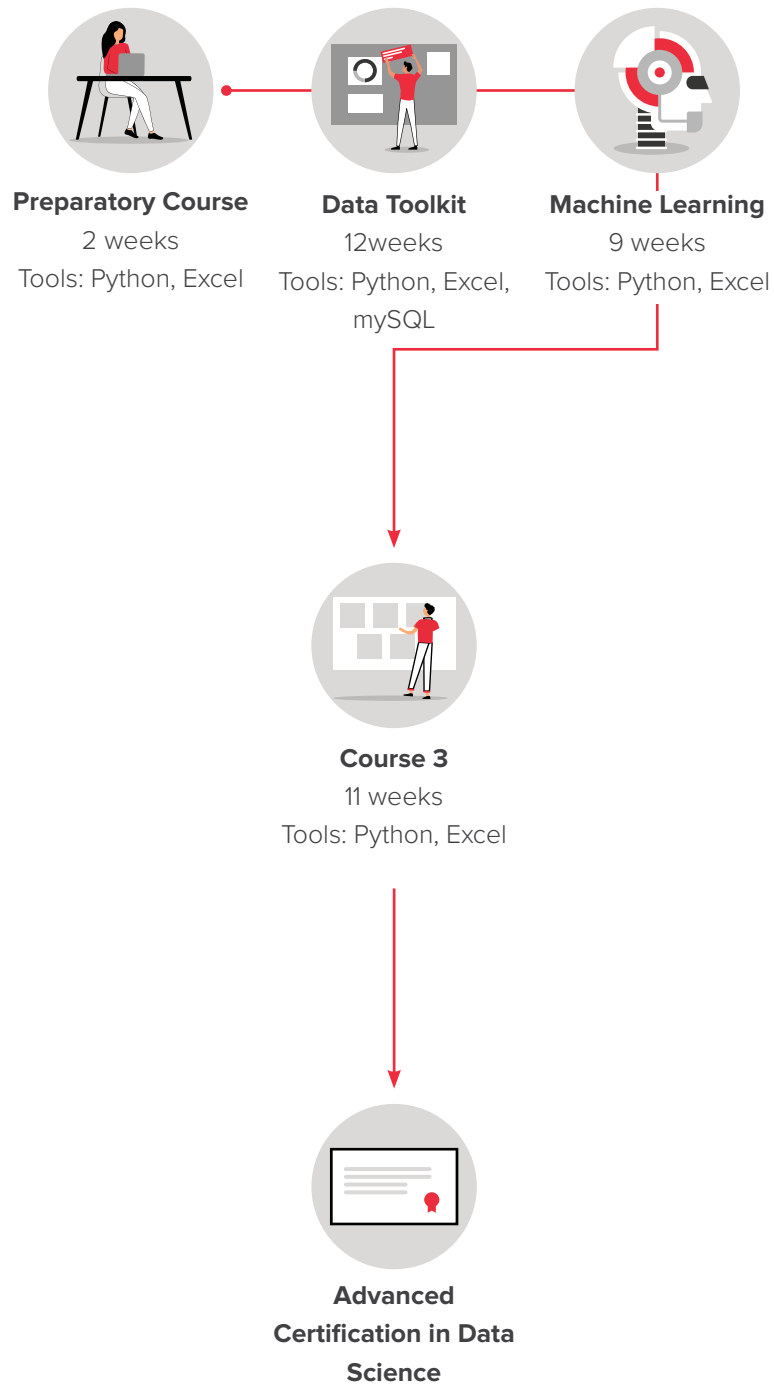 Preparatory Course
2 weeks
Tools: Python, Excel
Data Toolkit
12weeks
Tools: Python, Excel,
mySQL
Machine Learning
9 weeks
Tools: Python, Excel
Course 3
11 weeks
Tools: Python, Excel
Advanced
Certification in Data
Science